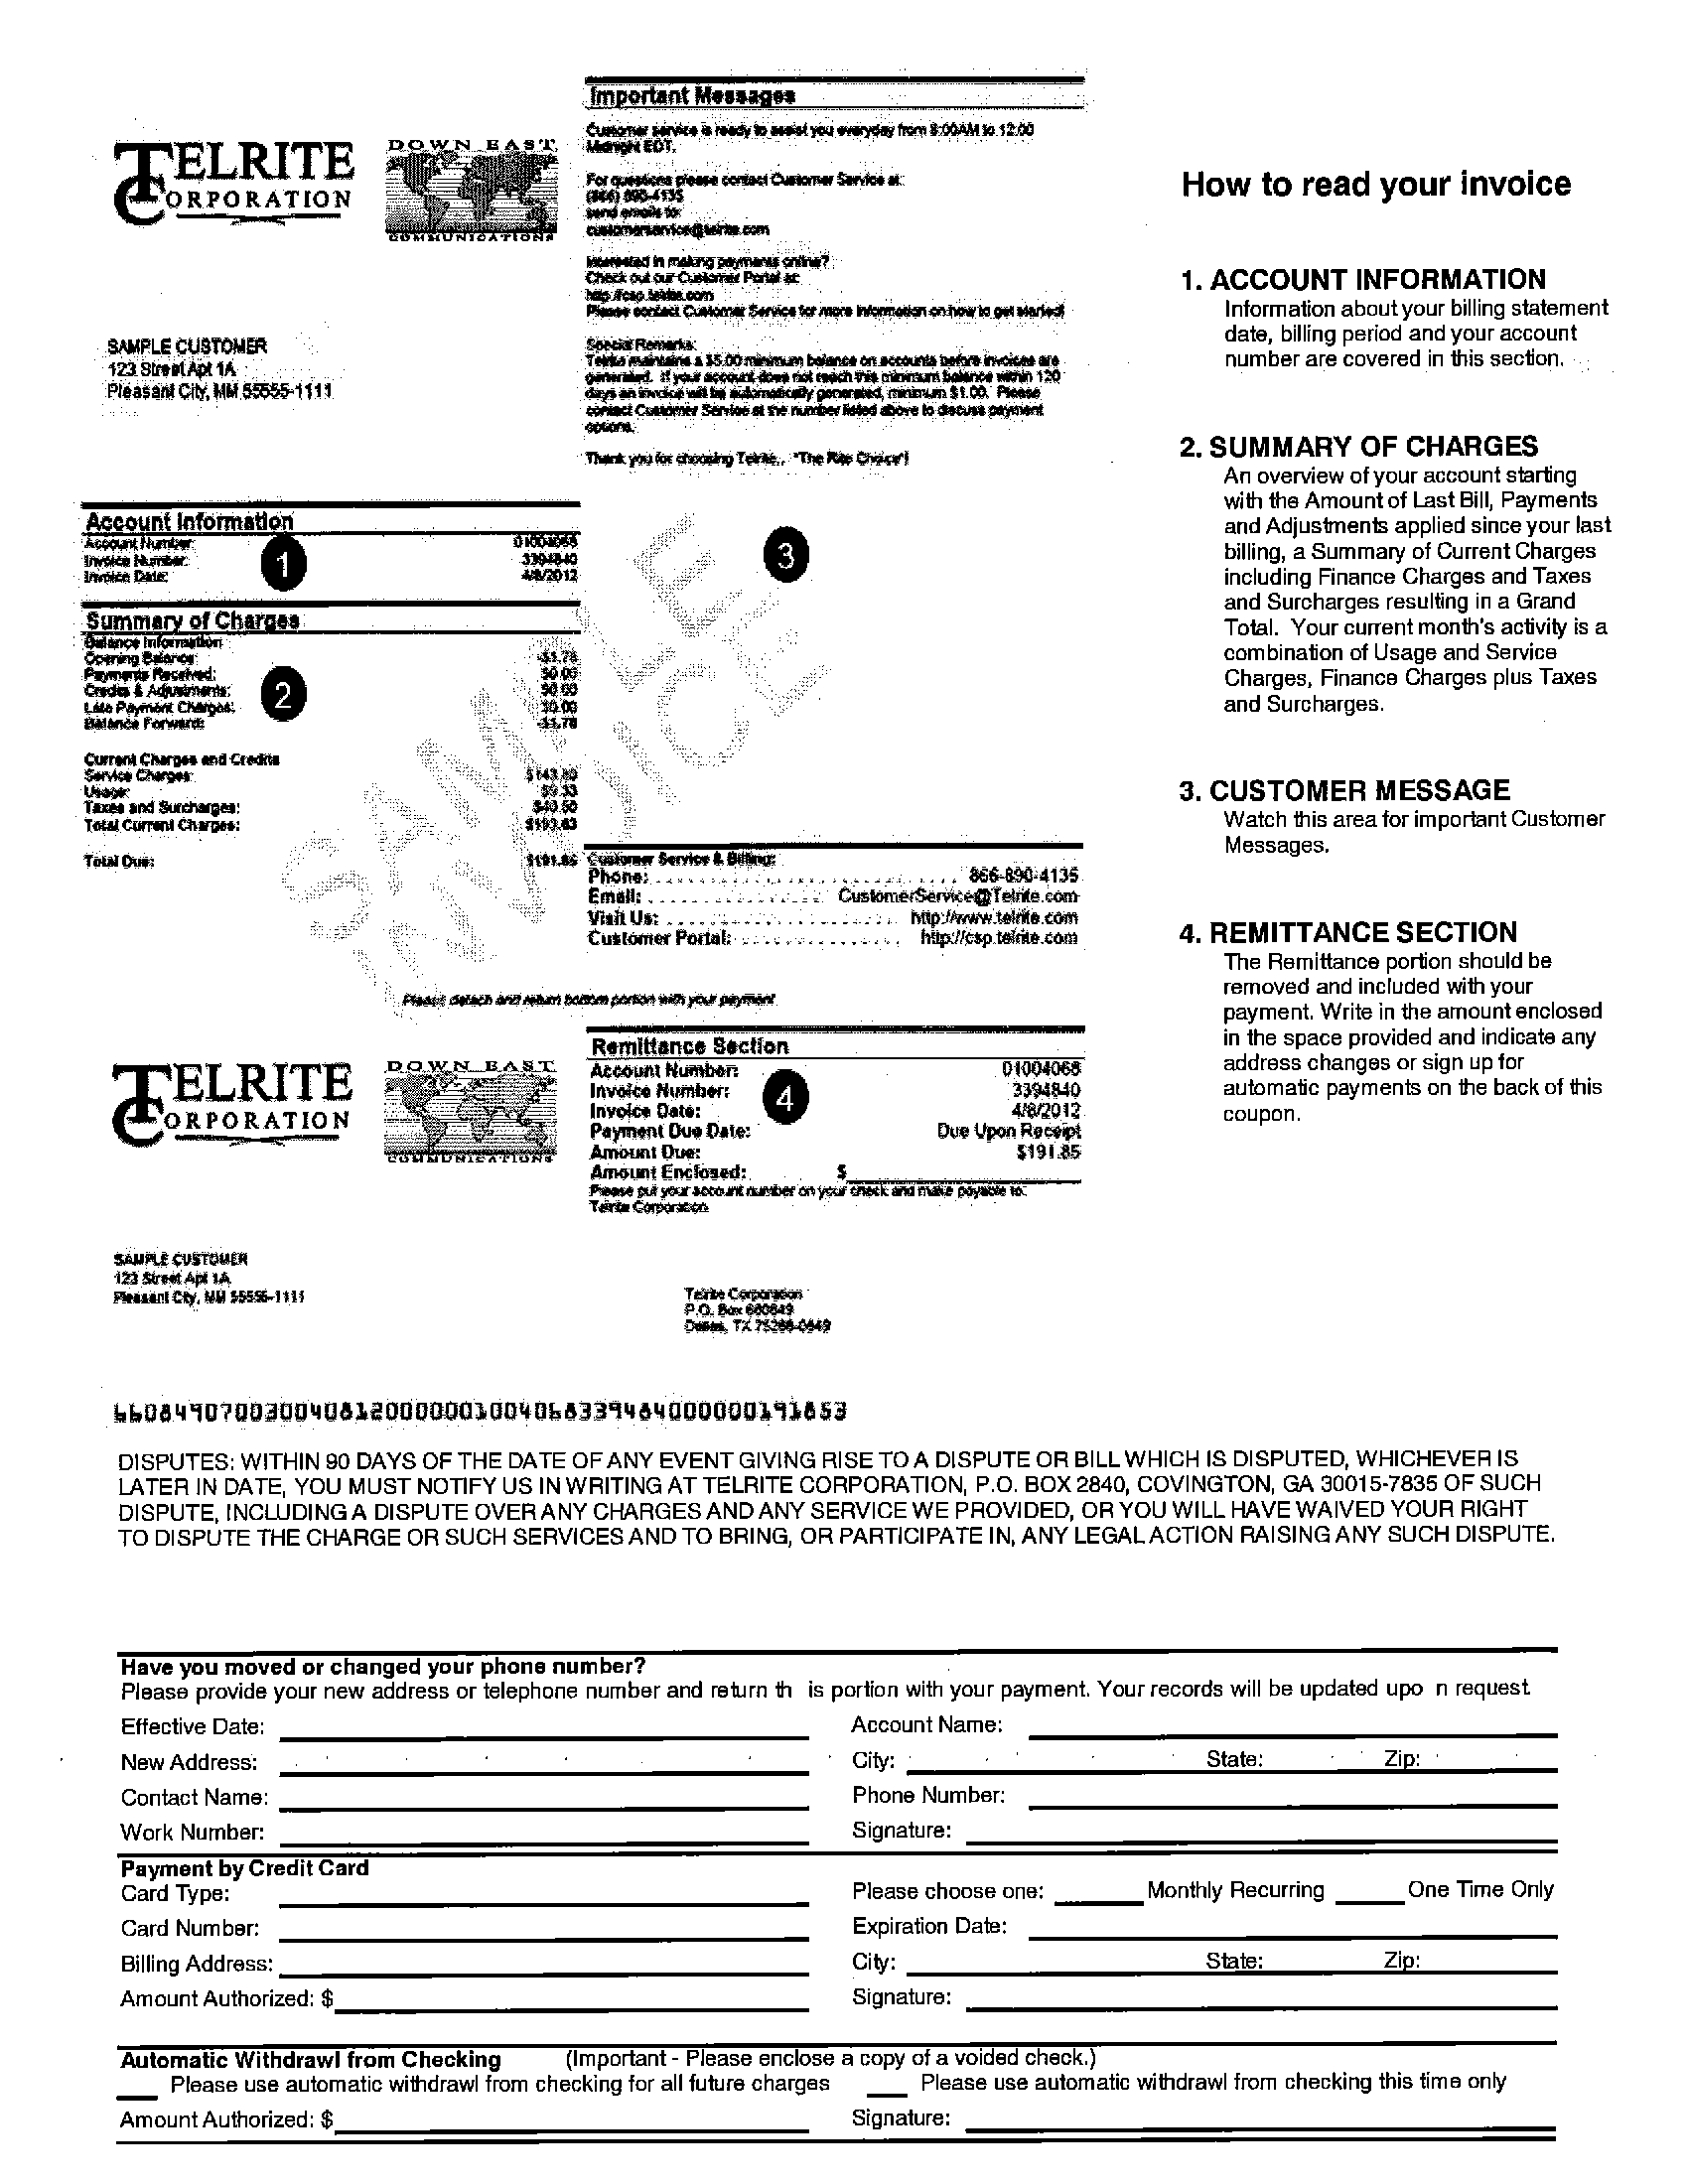 Important Messages
Customer service is ready to assist you everyday from 8:00AM to 12:00
Midnight EDT.
For questions please contact Customer Service at:
(866) 890-4135
send emails to:
customerservice@telrite.com
Interested in making payments online?
Check out our Customer Portal at:
http://csp.telrite.com
Please contact Customer Service for more information on how to get started!
Special Remarks:
Telrite maintains a $5.00 minimum balance on accounts before invoices are
generated. If your account does not reach this minimum balance within 120
days an invoice will be automatically generated, minimum $1.00. Please
contact Customer Service at the number listed above to discuss payment
options.
Thank you for choosing Telrite., "The Rite Choice"!
TELRITE
CORPORATION
DOWN EAST
COMMUNICATIONS
SAMPLE CUSTOMER
123 Street Apt 1A
Pleasant City, MM 55555-1111
Account Information
Account Number: 01004068
Invoice Number: 3394840
Invoice Date: 4/8/2012
1
Summary of Charges
Balance Information
Opening Balance: -$1.78
Payments Received: $0.00
Credits & Adjustments: $0.00
Late Payment Charges: $0.00
Balance Forward: -$1.78
2
Current Charges and Credits
Service Charges: $143.80
Usage: $9.33
Taxes and Surcharges: $40.50
Total Current Charges: $193.63
Total Due: $191.85
3
SAMPLE
INVOICE
Customer Service & Billing:
Phone: 866-890-4135
Email: CustomerService@Telrite.com
Visit Us: http://www.telrite.com
Customer Portal: http://csp.telrite.com
Please detach and return bottom portion with your payment
TELRITE
CORPORATION
DOWN EAST
COMMUNICATIONS
Remittance Section
Account Number: 01004068
Invoice Number: 3394840
Invoice Date: 4/8/2012
Payment Due Date: Due Upon Receipt
Amount Due: $191.85
Amount Enclosed: $
4
Please put your account number on your check and make payable to:
Telrite Corporation
SAMPLE CUSTOMER
123 Street Apt 1A
Pleasant City, MM 55555-1111
Telrite Corporation
P.O. Box 660849
Dallas, TX 75266-0849
How to read your invoice
1. ACCOUNT INFORMATION
Information about your billing statement
date, billing period and your account
number are covered in this section.
2. SUMMARY OF CHARGES
An overview of your account starting
with the Amount of Last Bill, Payments
and Adjustments applied since your last
billing, a Summary of Current Charges
including Finance Charges and Taxes
and Surcharges resulting in a Grand
Total. Your current month's activity is a
combination of Usage and Service
Charges, Finance Charges plus Taxes
and Surcharges.
3. CUSTOMER MESSAGE
Watch this area for important Customer
Messages.
4. REMITTANCE SECTION
The Remittance portion should be
removed and included with your
payment. Write in the amount enclosed
in the space provided and indicate any
address changes or sign up for
automatic payments on the back of this
coupon.
DISPUTES: WITHIN 90 DAYS OF THE DATE OF ANY EVENT GIVING RISE TO A DISPUTE OR BILL WHICH IS DISPUTED, WHICHEVER IS
LATER IN DATE, YOU MUST NOTIFY US IN WRITING AT TELRITE CORPORATION, P.O. BOX 2840, COVINGTON, GA 30015-7835 OF SUCH
DISPUTE, INCLUDING A DISPUTE OVER ANY CHARGES AND ANY SERVICE WE PROVIDED, OR YOU WILL HAVE WAIVED YOUR RIGHT
TO DISPUTE THE CHARGE OR SUCH SERVICES AND TO BRING, OR PARTICIPATE IN, ANY LEGAL ACTION RAISING ANY SUCH DISPUTE.
Have you moved or changed your phone number?
Please provide your new address or telephone number and return th is portion with your payment. Your records will be updated upo n request
Effective Date: Account Name:
New Address: City: State: Zip:
Contact Name: Phone Number:
Work Number: Signature:
Payment by Credit Card
Card Type: Please choose one: Monthly Recurring One Time Only
Card Number: Expiration Date:
Billing Address: City: State: Zip:
Amount Authorized: $ Signature:
Automatic Withdrawl from Checking (Important - Please enclose a copy of a voided check.)
Please use automatic withdrawl from checking for all future charges Please use automatic withdrawl from checking this time only
Amount Authorized: $ Signature: